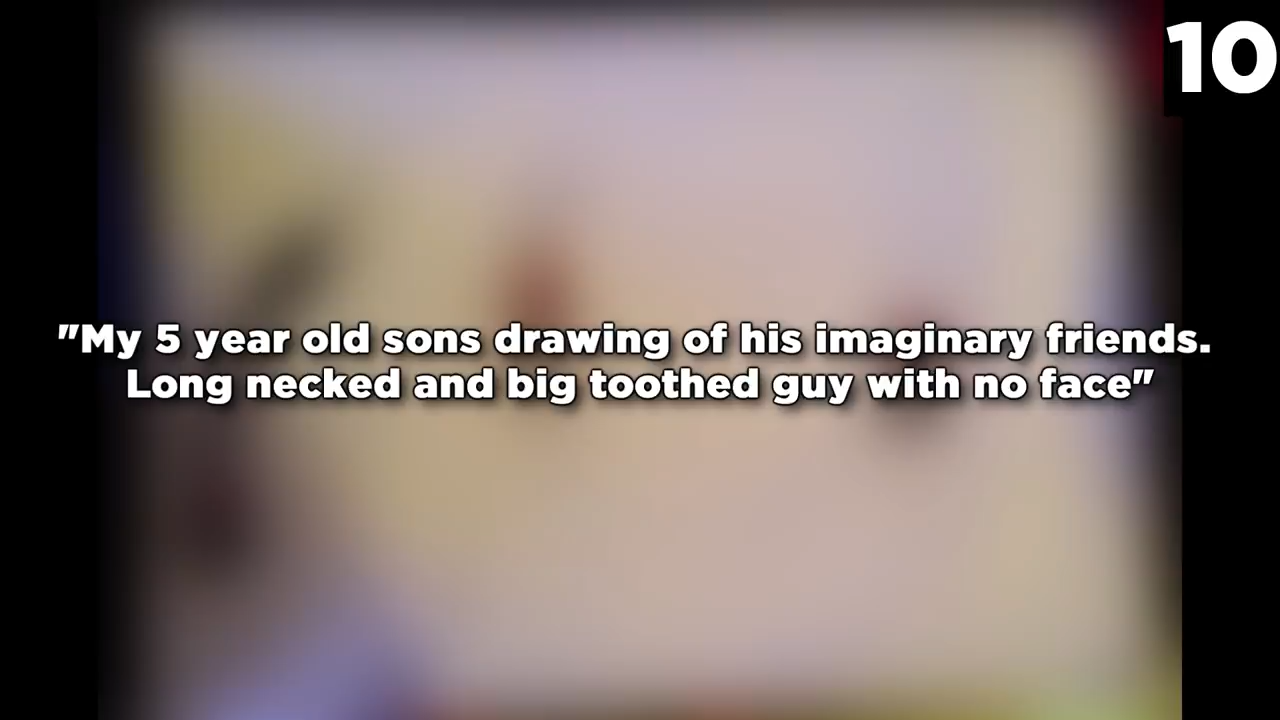 10
"My 5 year old sons drawing of his imaginary friends.
Long necked and big toothed guy with no face"